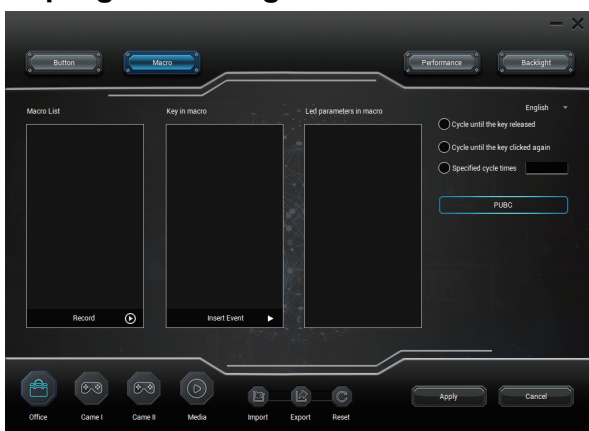 Button
Macro
Performance
Backlight
English
Macro List
Key in macro
Led parameters in macro
Cycle until the key released
Cycle until the key clicked again
Specified cycle times
PUBG
Record
Insert Event
Office
Game I
Game II
Media
Import
Export
Reset
Apply
Cancel